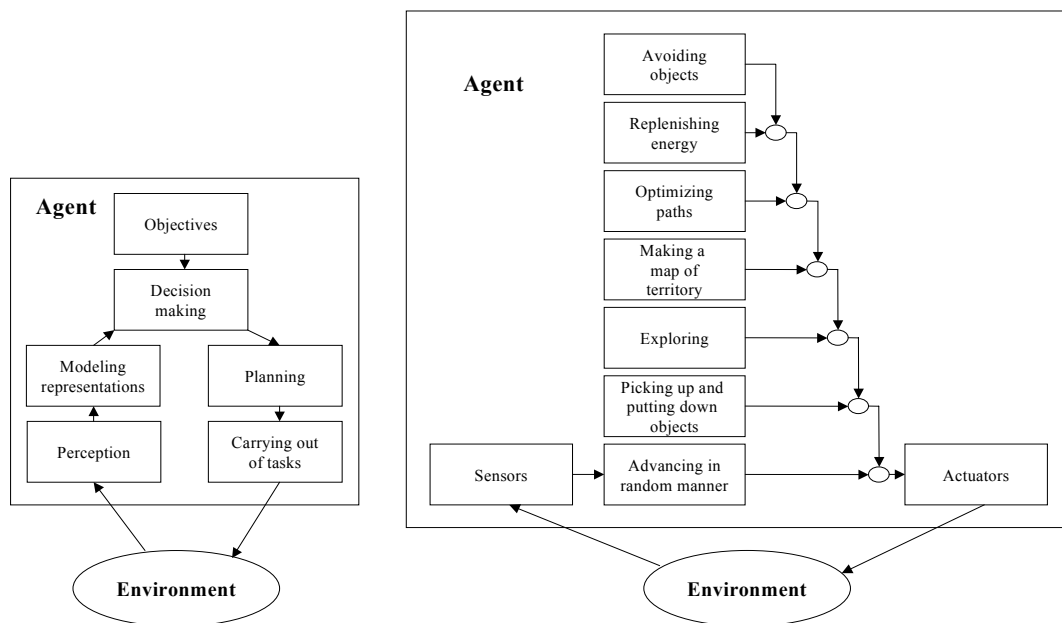 Agent
Objectives
Decision
making
Modeling
representations
Planning
Perception
Carrying out
of tasks
Environment
Agent
Avoiding
objects
Replenishing
energy
Optimizing
paths
Making a
map of
territory
Exploring
Picking up and
putting down
objects
Sensors
Advancing in
random manner
Actuators
Environment